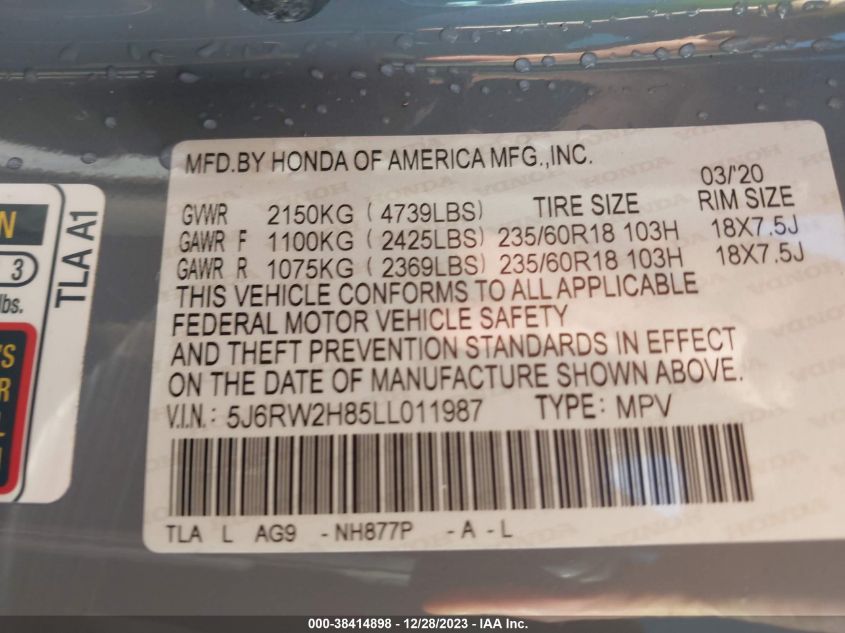 MFD.BY HONDA OF AMERICA MFG.,INC.
03/'20
GVWR 2150KG ( 4739LBS) TIRE SIZE RIM SIZE
GAWR F 1100KG ( 2425LBS) 235/60R18 103H 18X7.5J
GAWR R 1075KG ( 2369LBS) 235/60R18 103H 18X7.5J
THIS VEHICLE CONFORMS TO ALL APPLICABLE
FEDERAL MOTOR VEHICLE SAFETY
AND THEFT PREVENTION STANDARDS IN EFFECT
ON THE DATE OF MANUFACTURE SHOWN ABOVE.
V.I.N.: 5J6RW2H85LL011987 TYPE: MPV
TLA L AG9 -NH877P -A-L
TLA A1
N
3
lbs.
'S
R
000-38414898 - 12/28/2023 - IAA Inc.